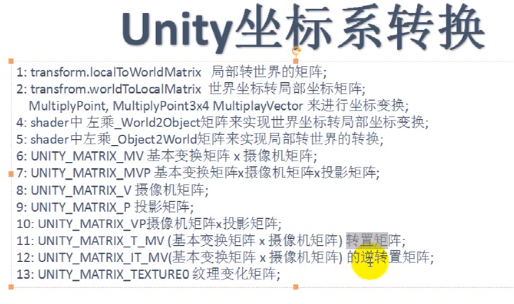 Unity坐标系转换
1: transform.localToWorldMatrix 局部转世界的矩阵;
2: transfrom.worldToLocalMatrix 世界坐标转局部坐标矩阵;
MultiplyPoint, MultiplyPoint3x4 MultiplayVector 来进行坐标变换;
4: shader中 左乘_World2Object矩阵来实现世界坐标转局部坐标变换;
5: shader中左乘_Object2World矩阵来实现局部转世界的转换;
6: UNITY_MATRIX_MV 基本变换矩阵 x 摄像机矩阵;
7: UNITY_MATRIX_MVP 基本变换矩阵x摄像机矩阵x投影矩阵;
8: UNITY_MATRIX_V 摄像机矩阵;
9: UNITY_MATRIX_P 投影矩阵;
10: UNITY_MATRIX_VP摄像机矩阵x投影矩阵;
11: UNITY_MATRIX_T_MV (基本变换矩阵 x 摄像机矩阵) 转置矩阵;
12: UNITY_MATRIX_IT_MV(基本变换矩阵 x 摄像机矩阵) 的逆转置矩阵;
13: UNITY_MATRIX_TEXTURE0 纹理变化矩阵;